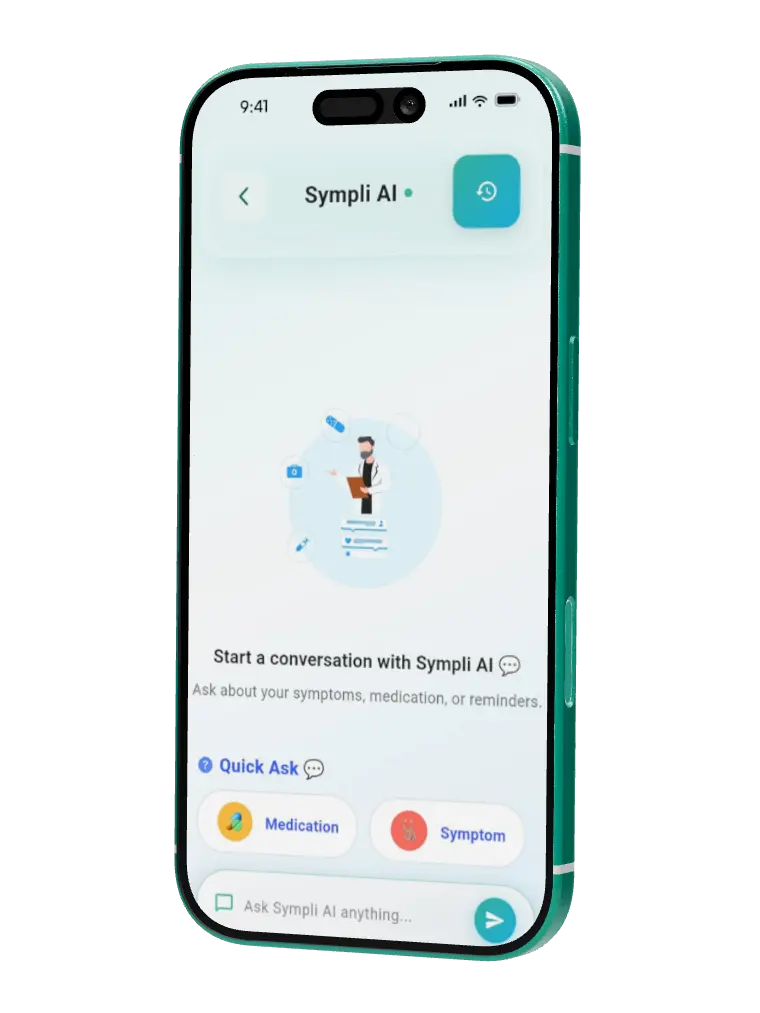 9:41
Sympli AI
Start a conversation with Sympli AI 💬
Ask about your symptoms, medication, or reminders.
? Quick Ask 💬
Medication
Symptom
Ask Sympli AI anything...